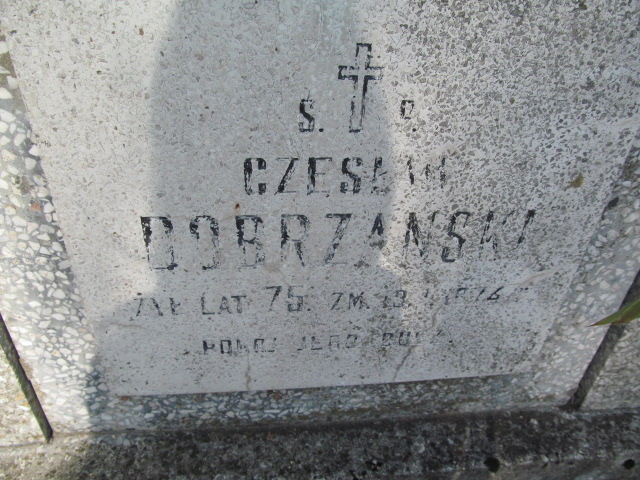 Ś. P.
CZESŁAW
DOBRZAŃSKI
ŻYŁ LAT 75. ZM.
POKÓJ JEGO DUSZY